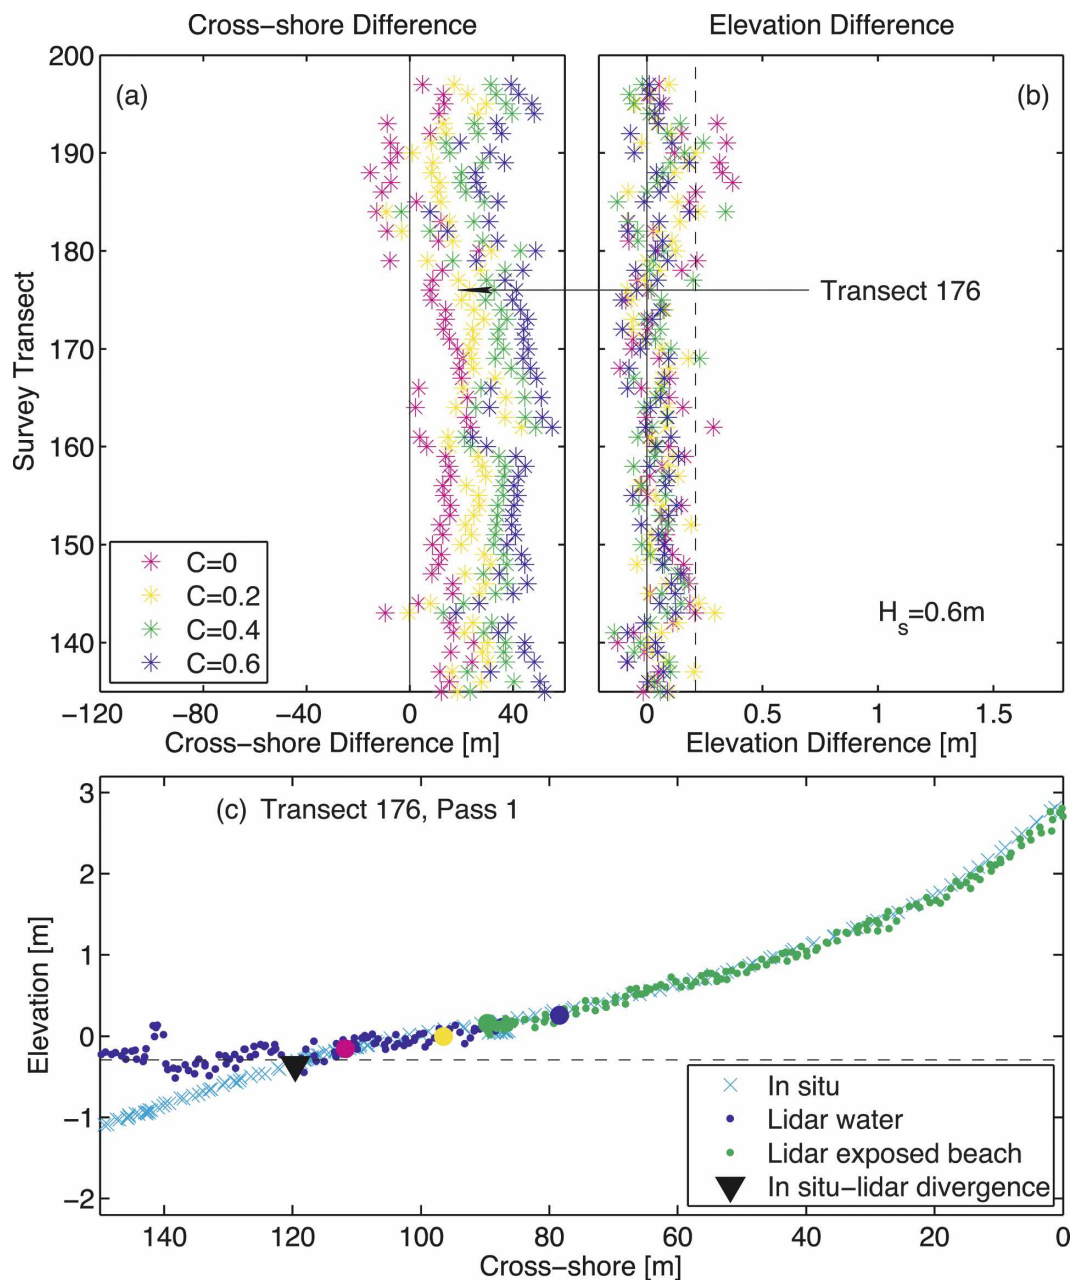 Cross-shore Difference
Elevation Difference
200
190
180
170
160
150
140
Survey Transect
(a)
(b)
Transect 176
C=0
C=0.2
C=0.4
C=0.6
Hs=0.6m
−120 −80 −40 0 40
0 0.5 1 1.5
Cross-shore Difference [m]
Elevation Difference [m]
(c) Transect 176, Pass 1
3
2
1
0
−1
−2
Elevation [m]
In situ
Lidar water
Lidar exposed beach
In situ-lidar divergence
140 120 100 80 60 40 20 0
Cross-shore [m]